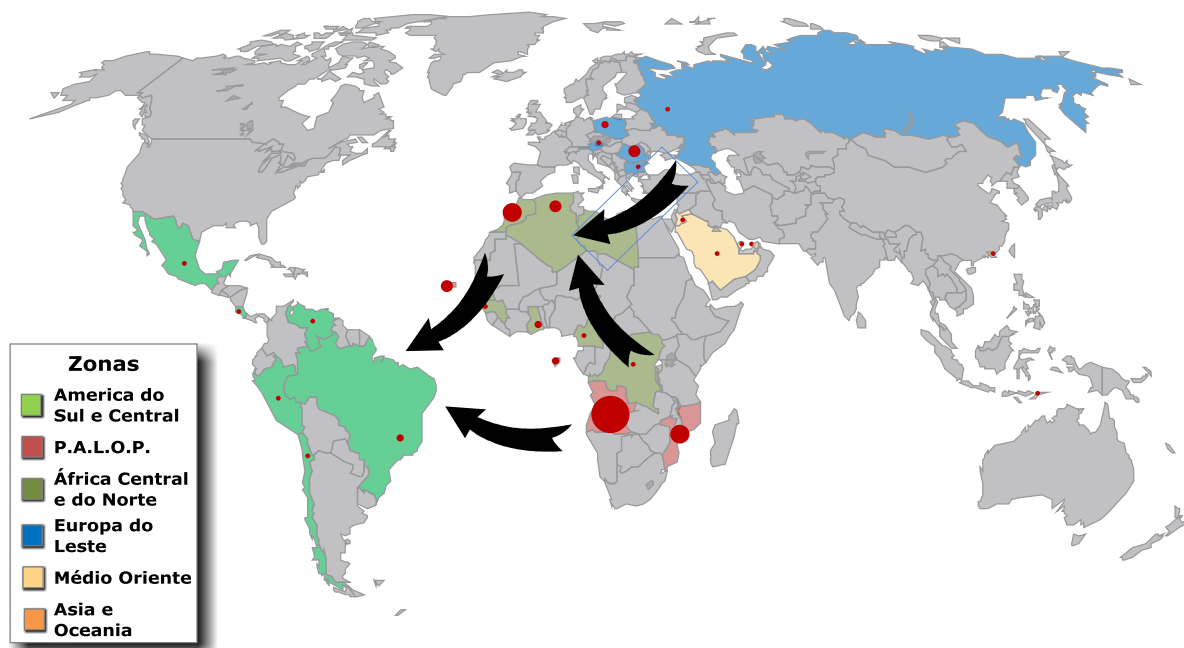 Zonas
America do
Sul e Central
P.A.L.O.P.
África Central
e do Norte
Europa do
Leste
Médio Oriente
Asia e
Oceania